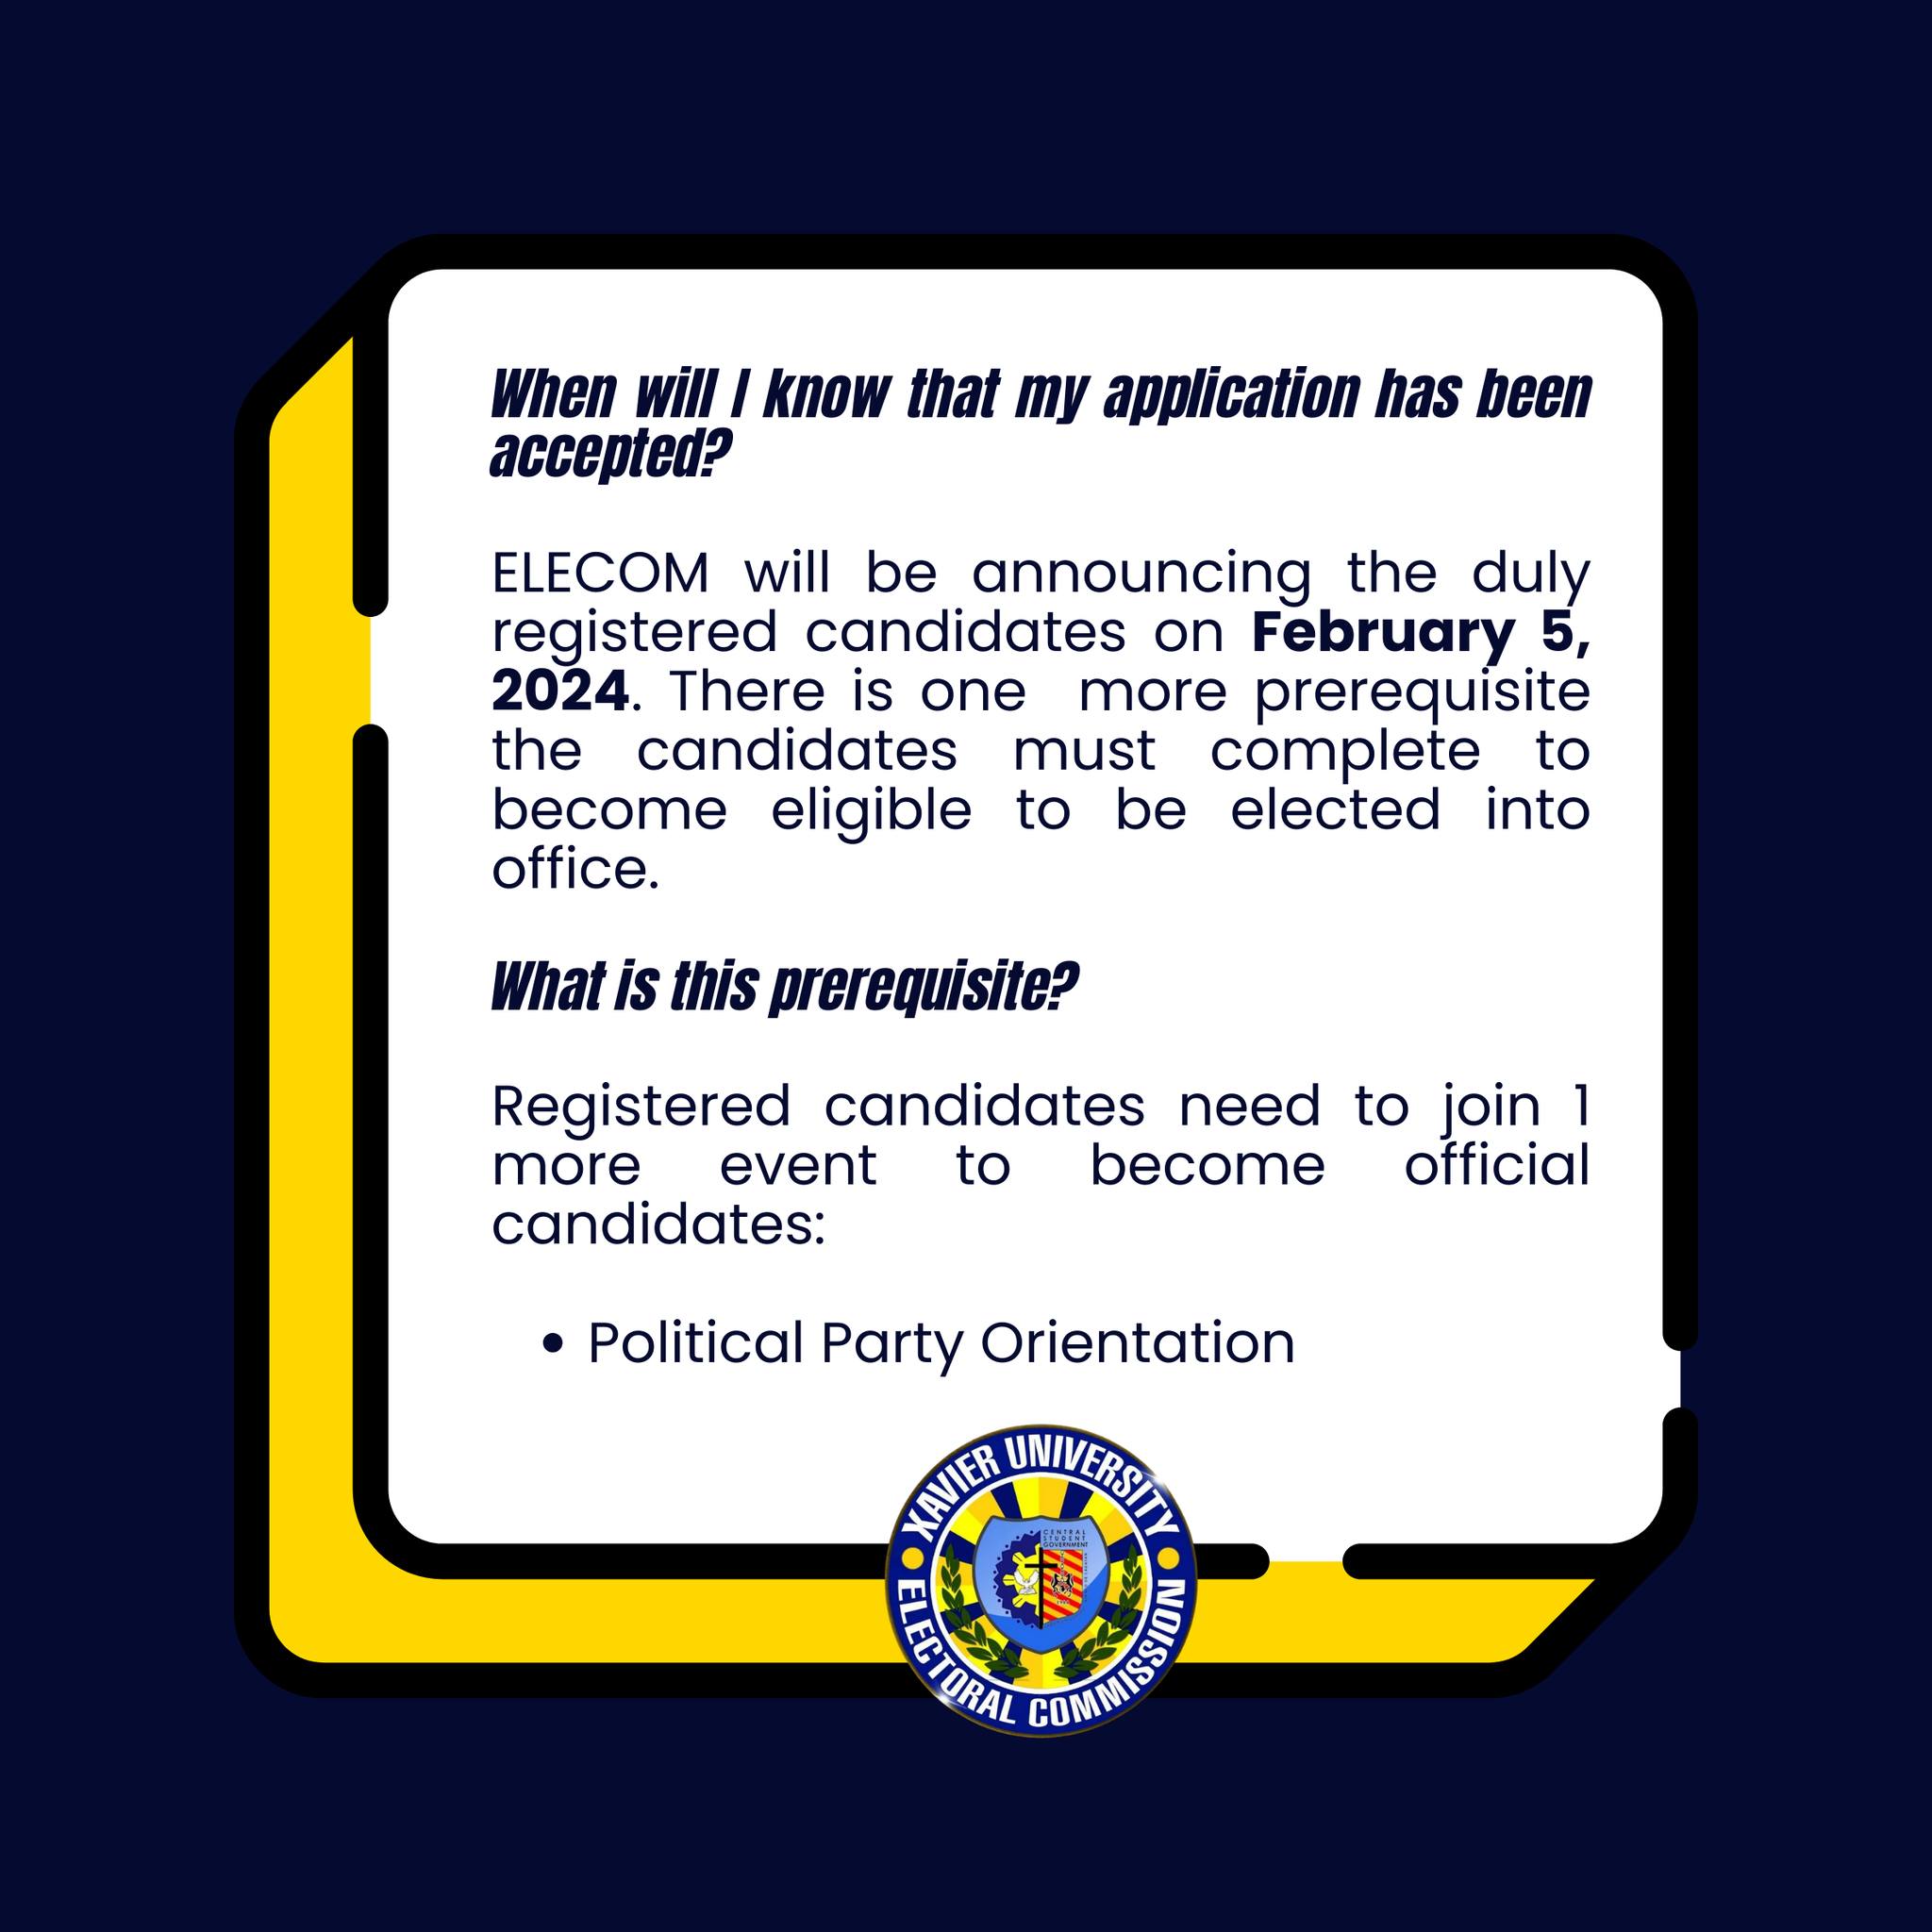 When will I know that my application has been
accepted?
ELECOM will be announcing the duly
registered candidates on February 5,
2024. There is one more prerequisite
the candidates must complete to
become eligible to be elected into
office.
What is this prerequisite?
Registered candidates need to join 1
more event to become official
candidates:
• Political Party Orientation
XAVIER UNIVERSITY
CENTRAL
STUDENT
GOVERNMENT
ELECTORAL COMMISSION